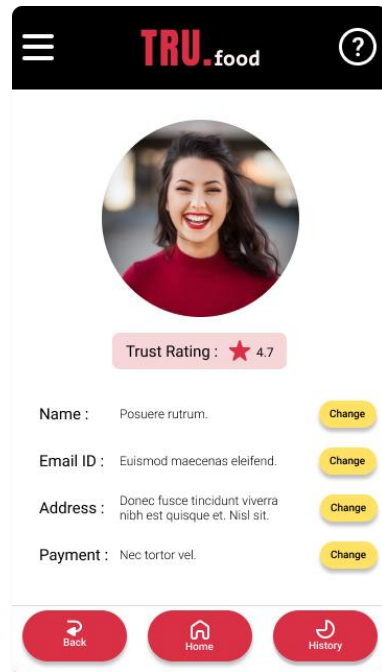 TRU.food
?
Trust Rating : 4.7
Name : Posuere rutrum. Change
Email ID : Euismod maecenas eleifend. Change
Address : Donec fusce tincidunt viverra
nibh est quisque et. Nisl sit. Change
Payment : Nec tortor vel. Change
Back Home History